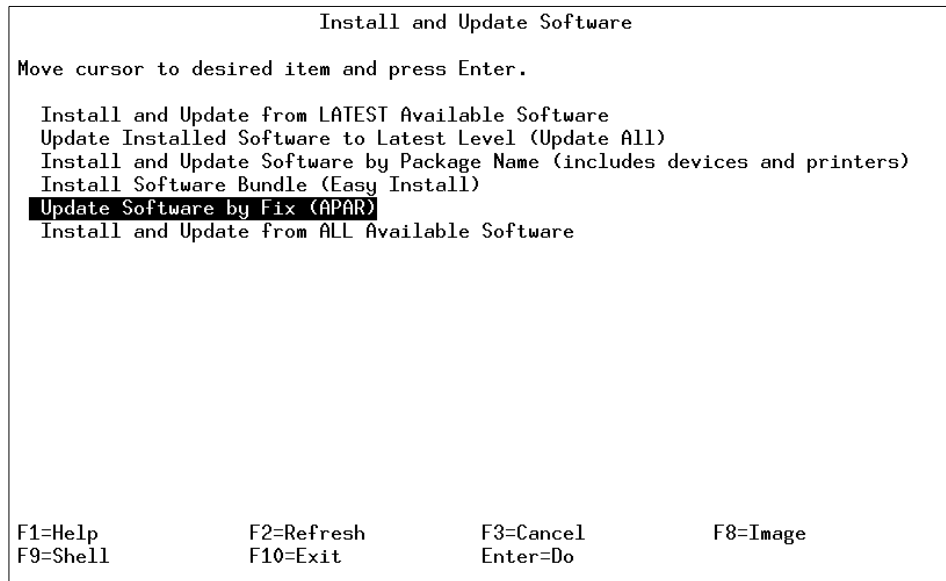 Install and Update Software
Move cursor to desired item and press Enter.
Install and Update from LATEST Available Software
Update Installed Software to Latest Level (Update All)
Install and Update Software by Package Name (includes devices and printers)
Install Software Bundle (Easy Install)
Update Software by Fix (APAR)
Install and Update from ALL Available Software
F1=Help F2=Refresh F3=Cancel F8=Image
F9=Shell F10=Exit Enter=Do